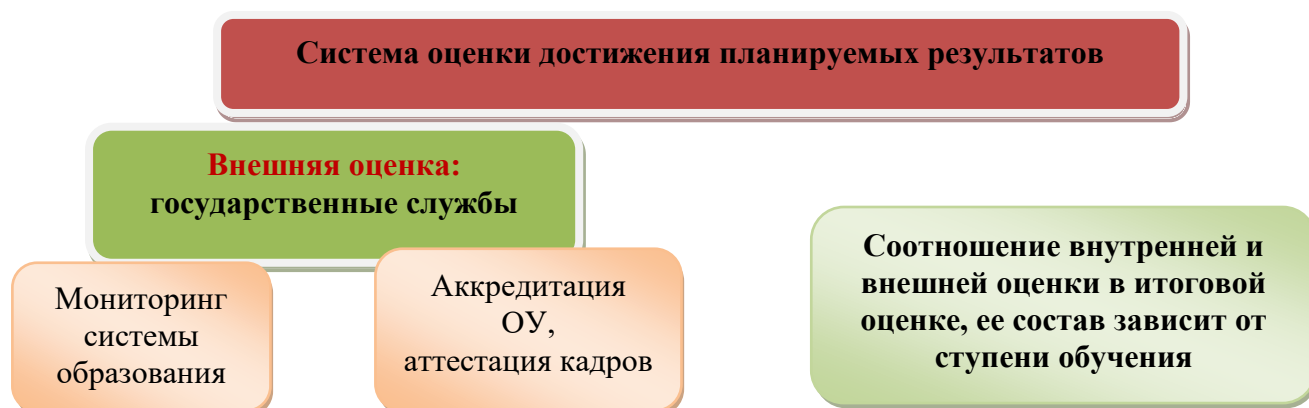 Система оценки достижения планируемых результатов
Внешняя оценка:
государственные службы
Мониторинг
системы
образования
Аккредитация
ОУ,
аттестация кадров
Соотношение внутренней и
внешней оценки в итоговой
оценке, ее состав зависит от
ступени обучения